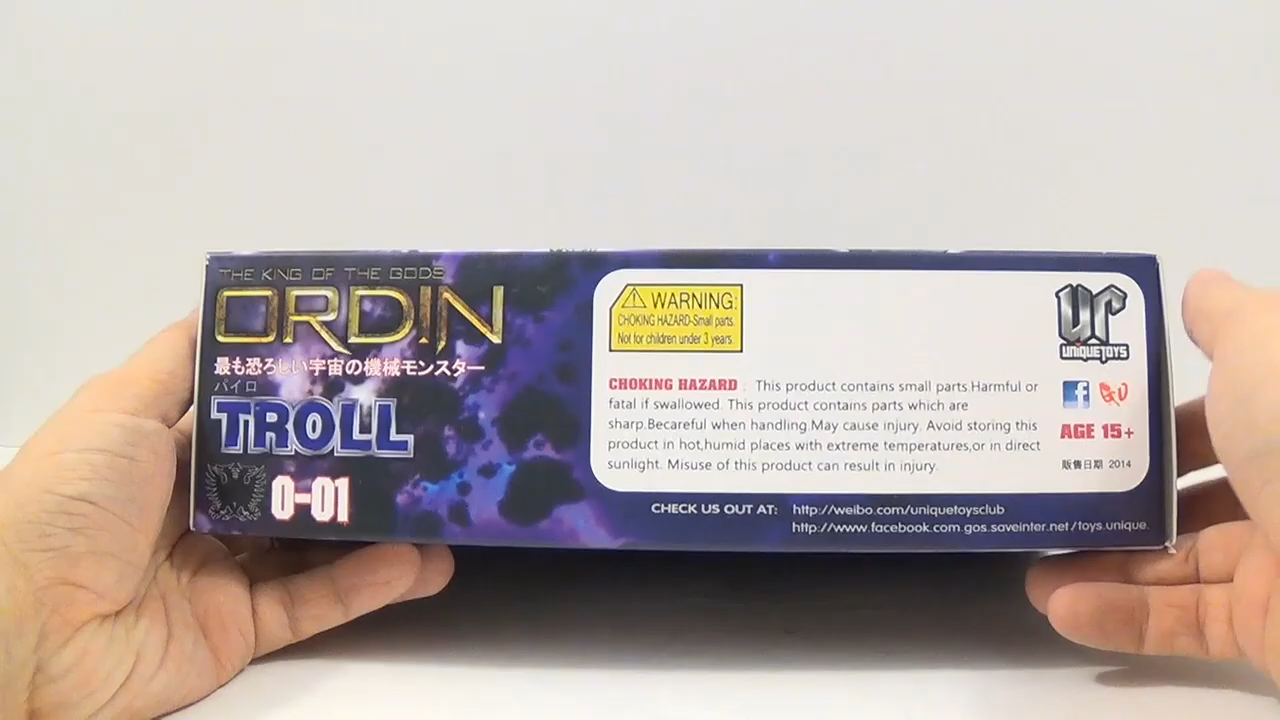 THE KING OF THE GODS
ORDIN
最も恐ろしい宇宙の機械モンスター
パイロ
TROLL
O-01
WARNING:
CHOKING HAZARD-Small parts.
Not for children under 3 years.
CHOKING HAZARD : This product contains small parts.Harmful or
fatal if swallowed. This product contains parts which are
sharp.Becareful when handling.May cause injury. Avoid storing this
product in hot,humid places with extreme temperatures,or in direct
sunlight. Misuse of this product can result in injury.
UT
UNIQUETOYS
f
AGE 15+
販售日期 2014
CHECK US OUT AT: http://weibo.com/uniquetoysclub
http://www.facebook.com.gos.saveinter.net/toys.unique.